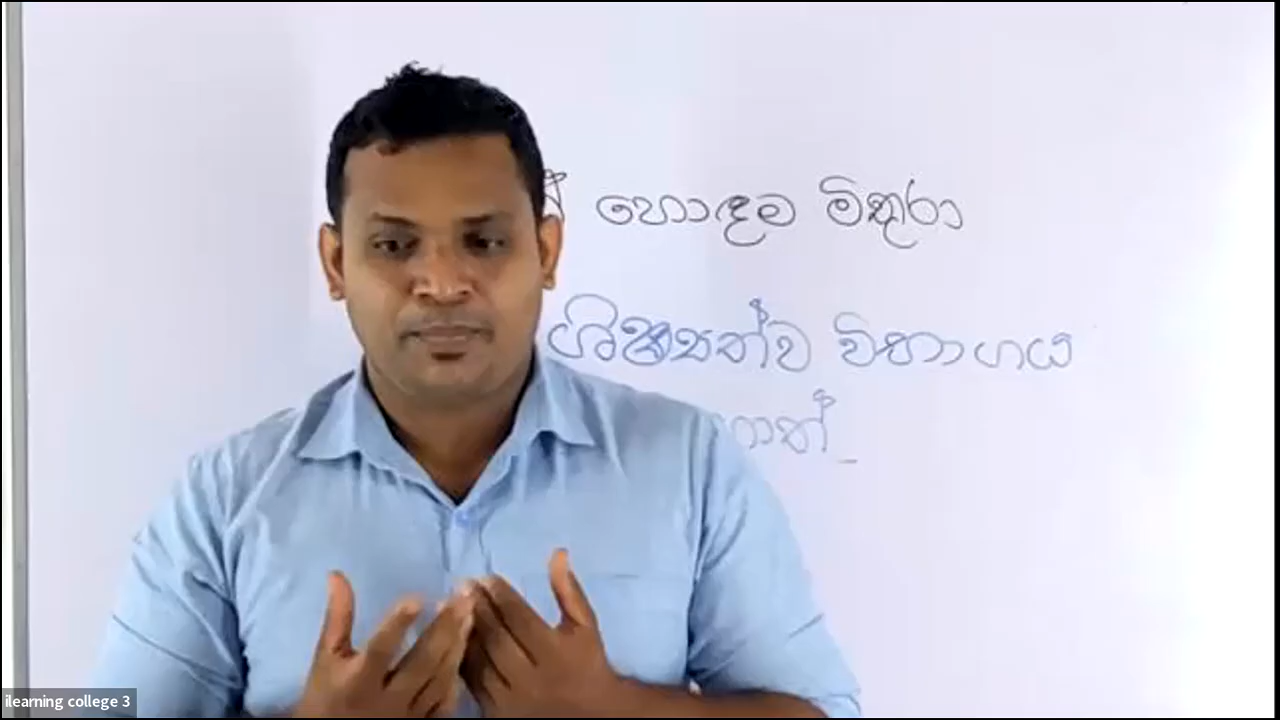 හොඳම මිතුරා
ශිෂ්‍යත්ව විභාගය
ilearning college 3